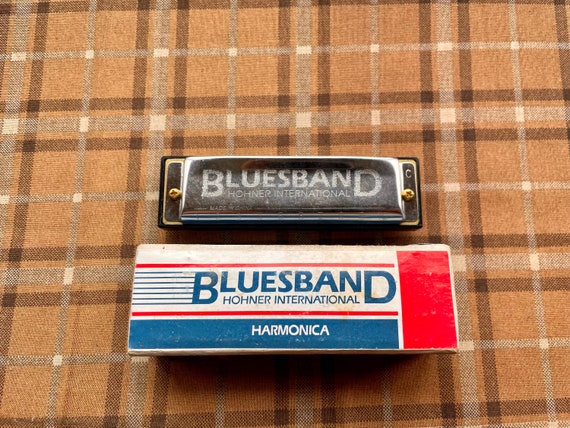 BLUESBAND
HOHNER INTERNATIONAL
C
BLUESBAND
HOHNER INTERNATIONAL
HARMONICA